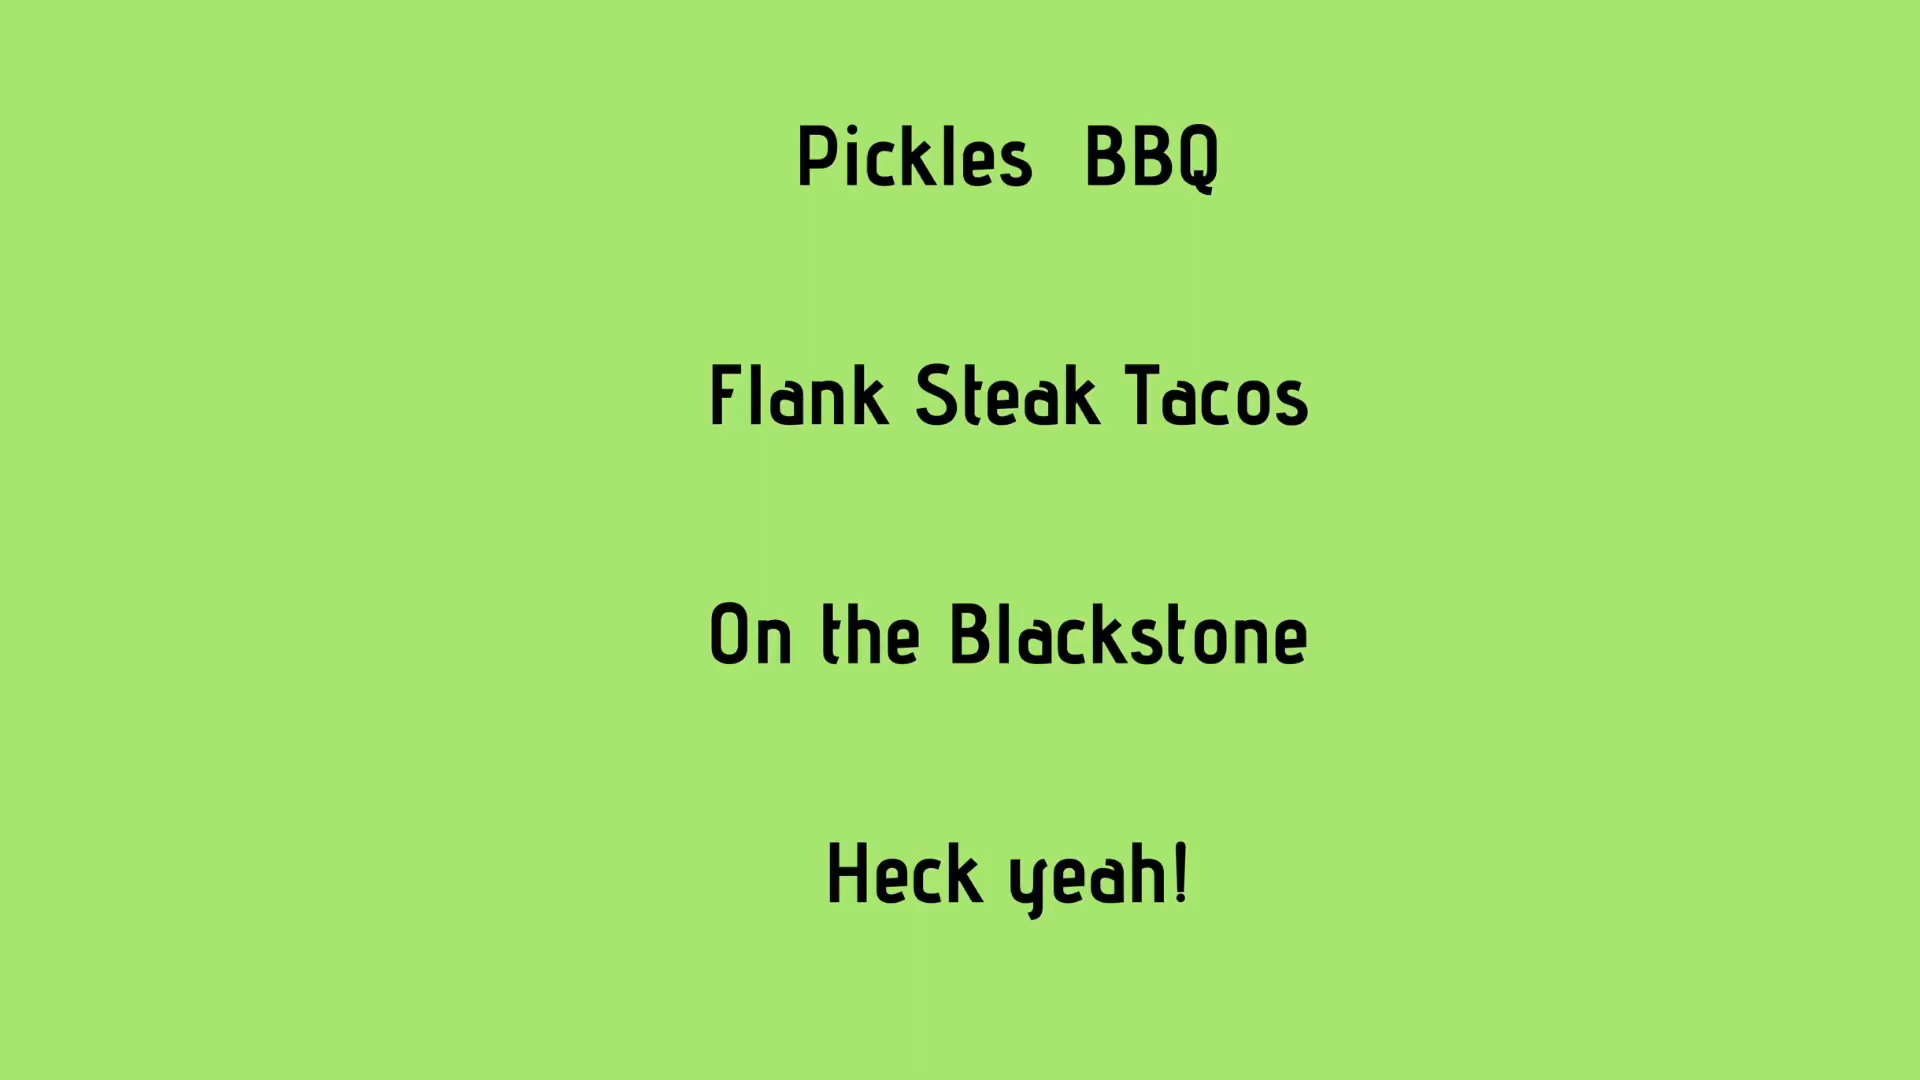 Pickles  BBQ
Flank Steak Tacos
On the Blackstone
Heck yeah!